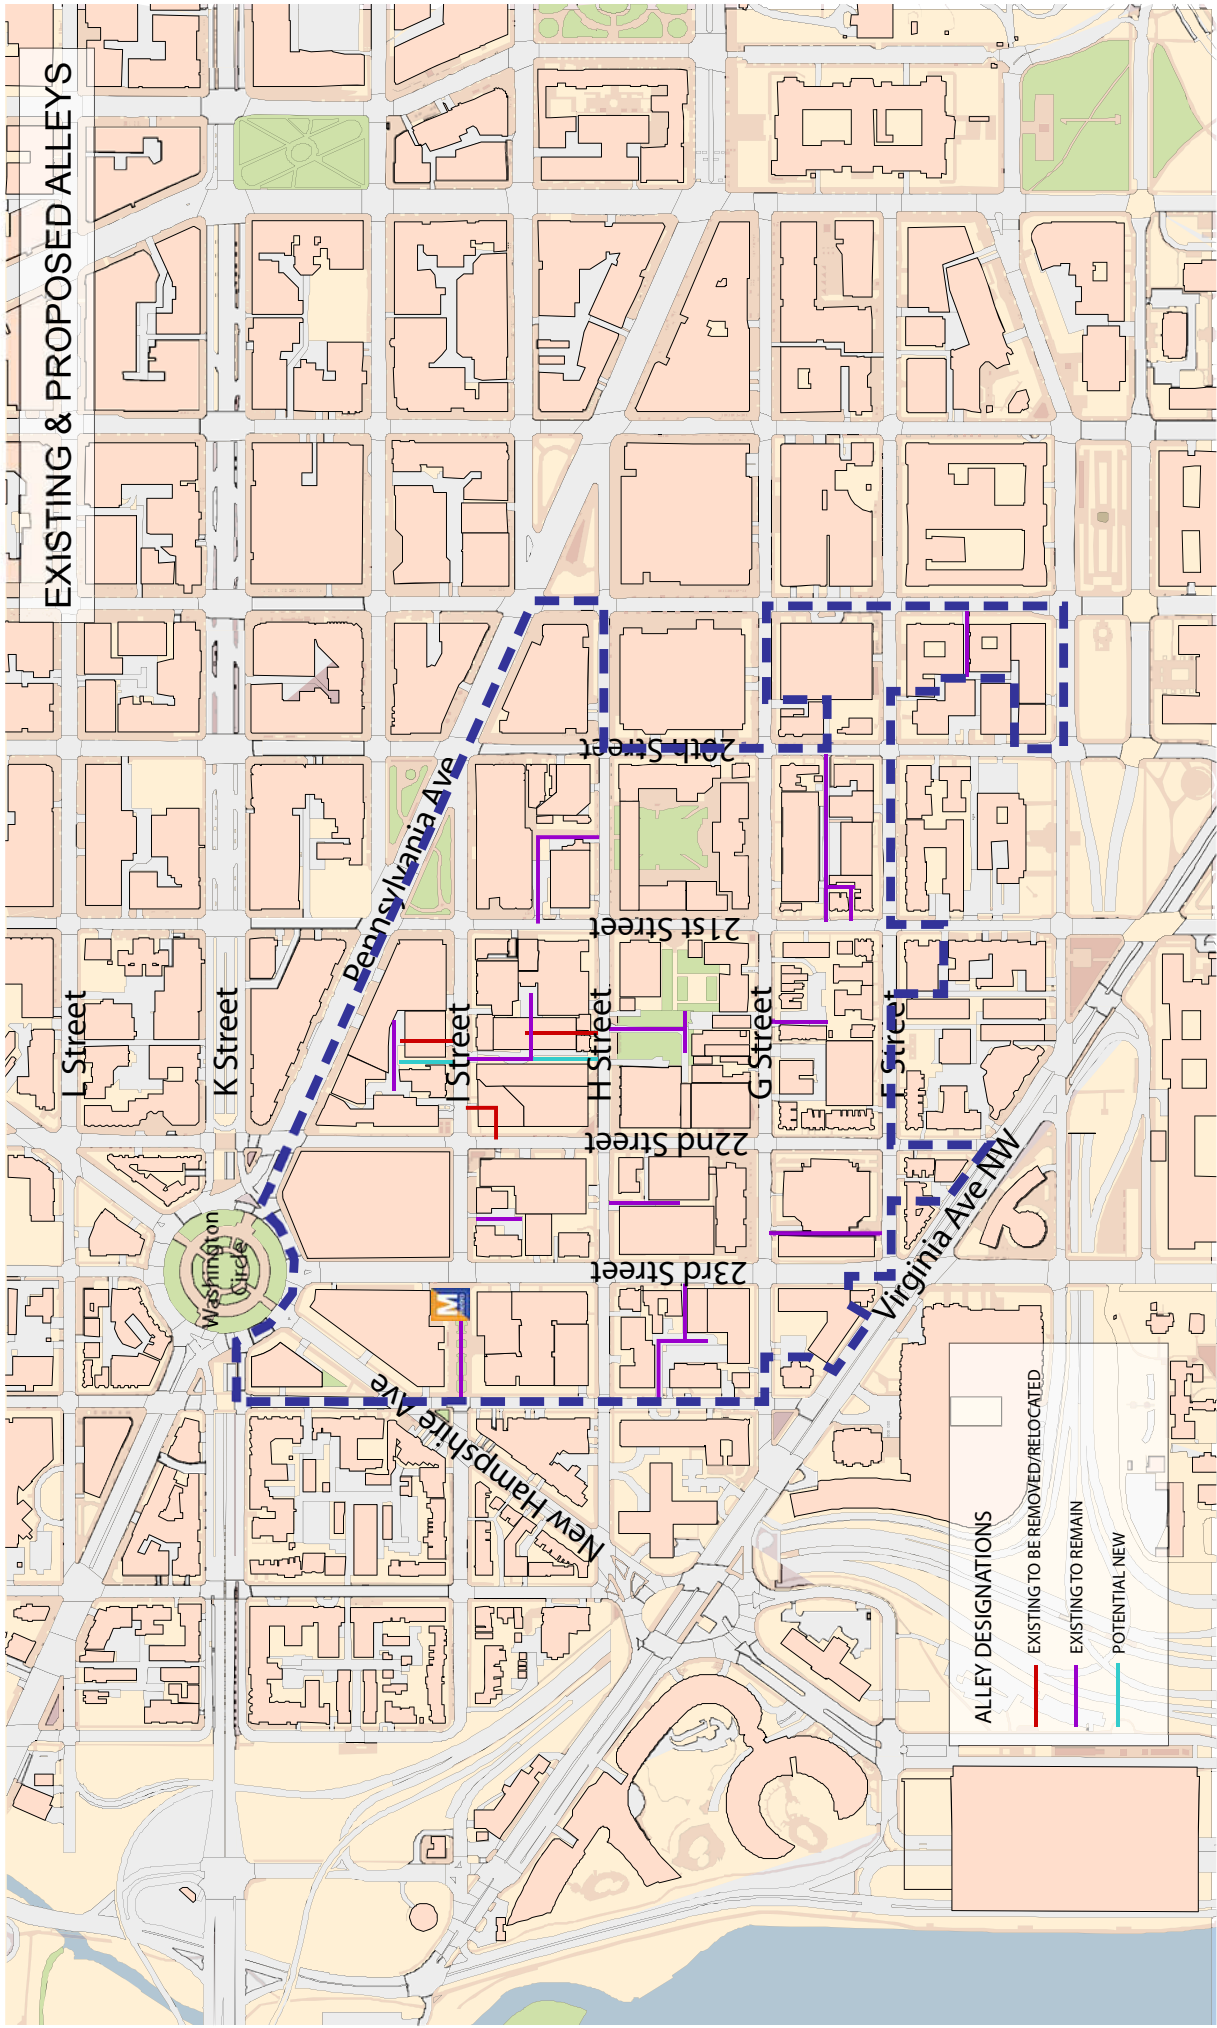 EXISTING & PROPOSED ALLEYS
L Street
K Street
Washington
Circle
Pennsylvania Ave
I Street
H Street
G Street
F Street
20th Street
21st Street
22nd Street
23rd Street
New Hampshire Ave
Virginia Ave NW
M
ALLEY DESIGNATIONS
EXISTING TO BE REMOVED/RELOCATED
EXISTING TO REMAIN
POTENTIAL NEW